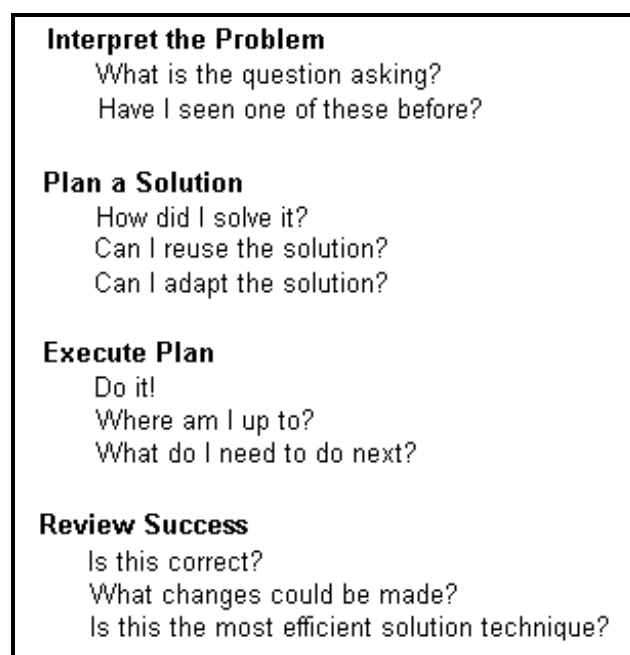 Interpret the Problem
What is the question asking?
Have I seen one of these before?
Plan a Solution
How did I solve it?
Can I reuse the solution?
Can I adapt the solution?
Execute Plan
Do it!
Where am I up to?
What do I need to do next?
Review Success
Is this correct?
What changes could be made?
Is this the most efficient solution technique?